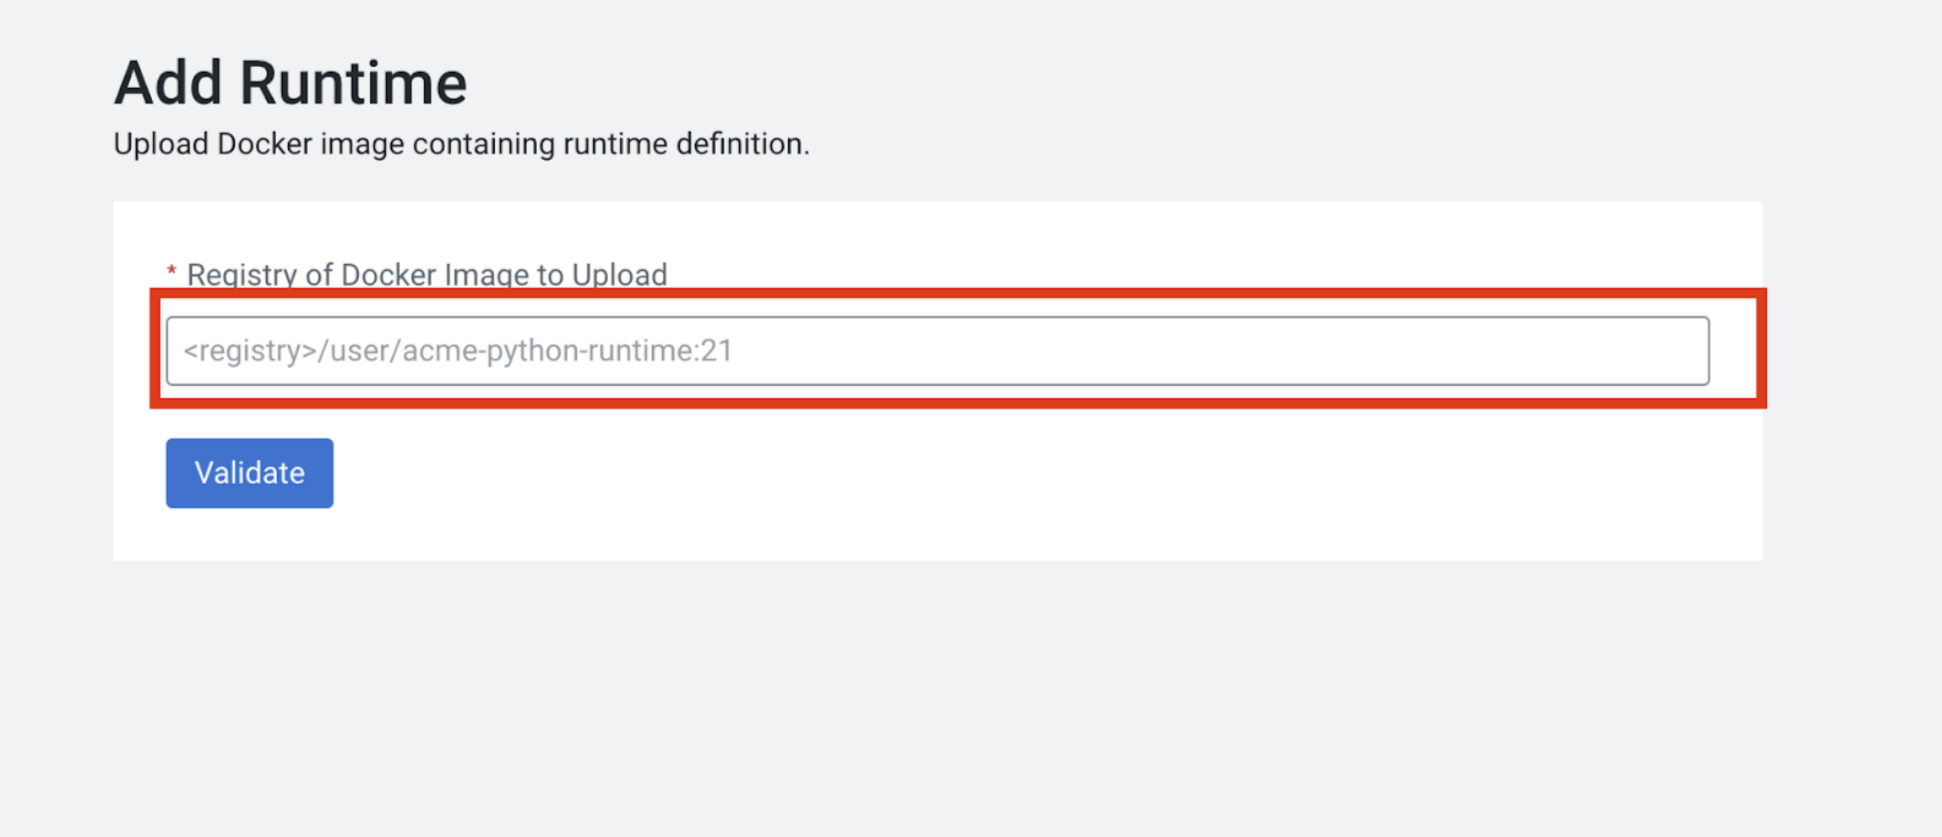 Add Runtime
Upload Docker image containing runtime definition.
* Registry of Docker Image to Upload
<registry>/user/acme-python-runtime:21
Validate